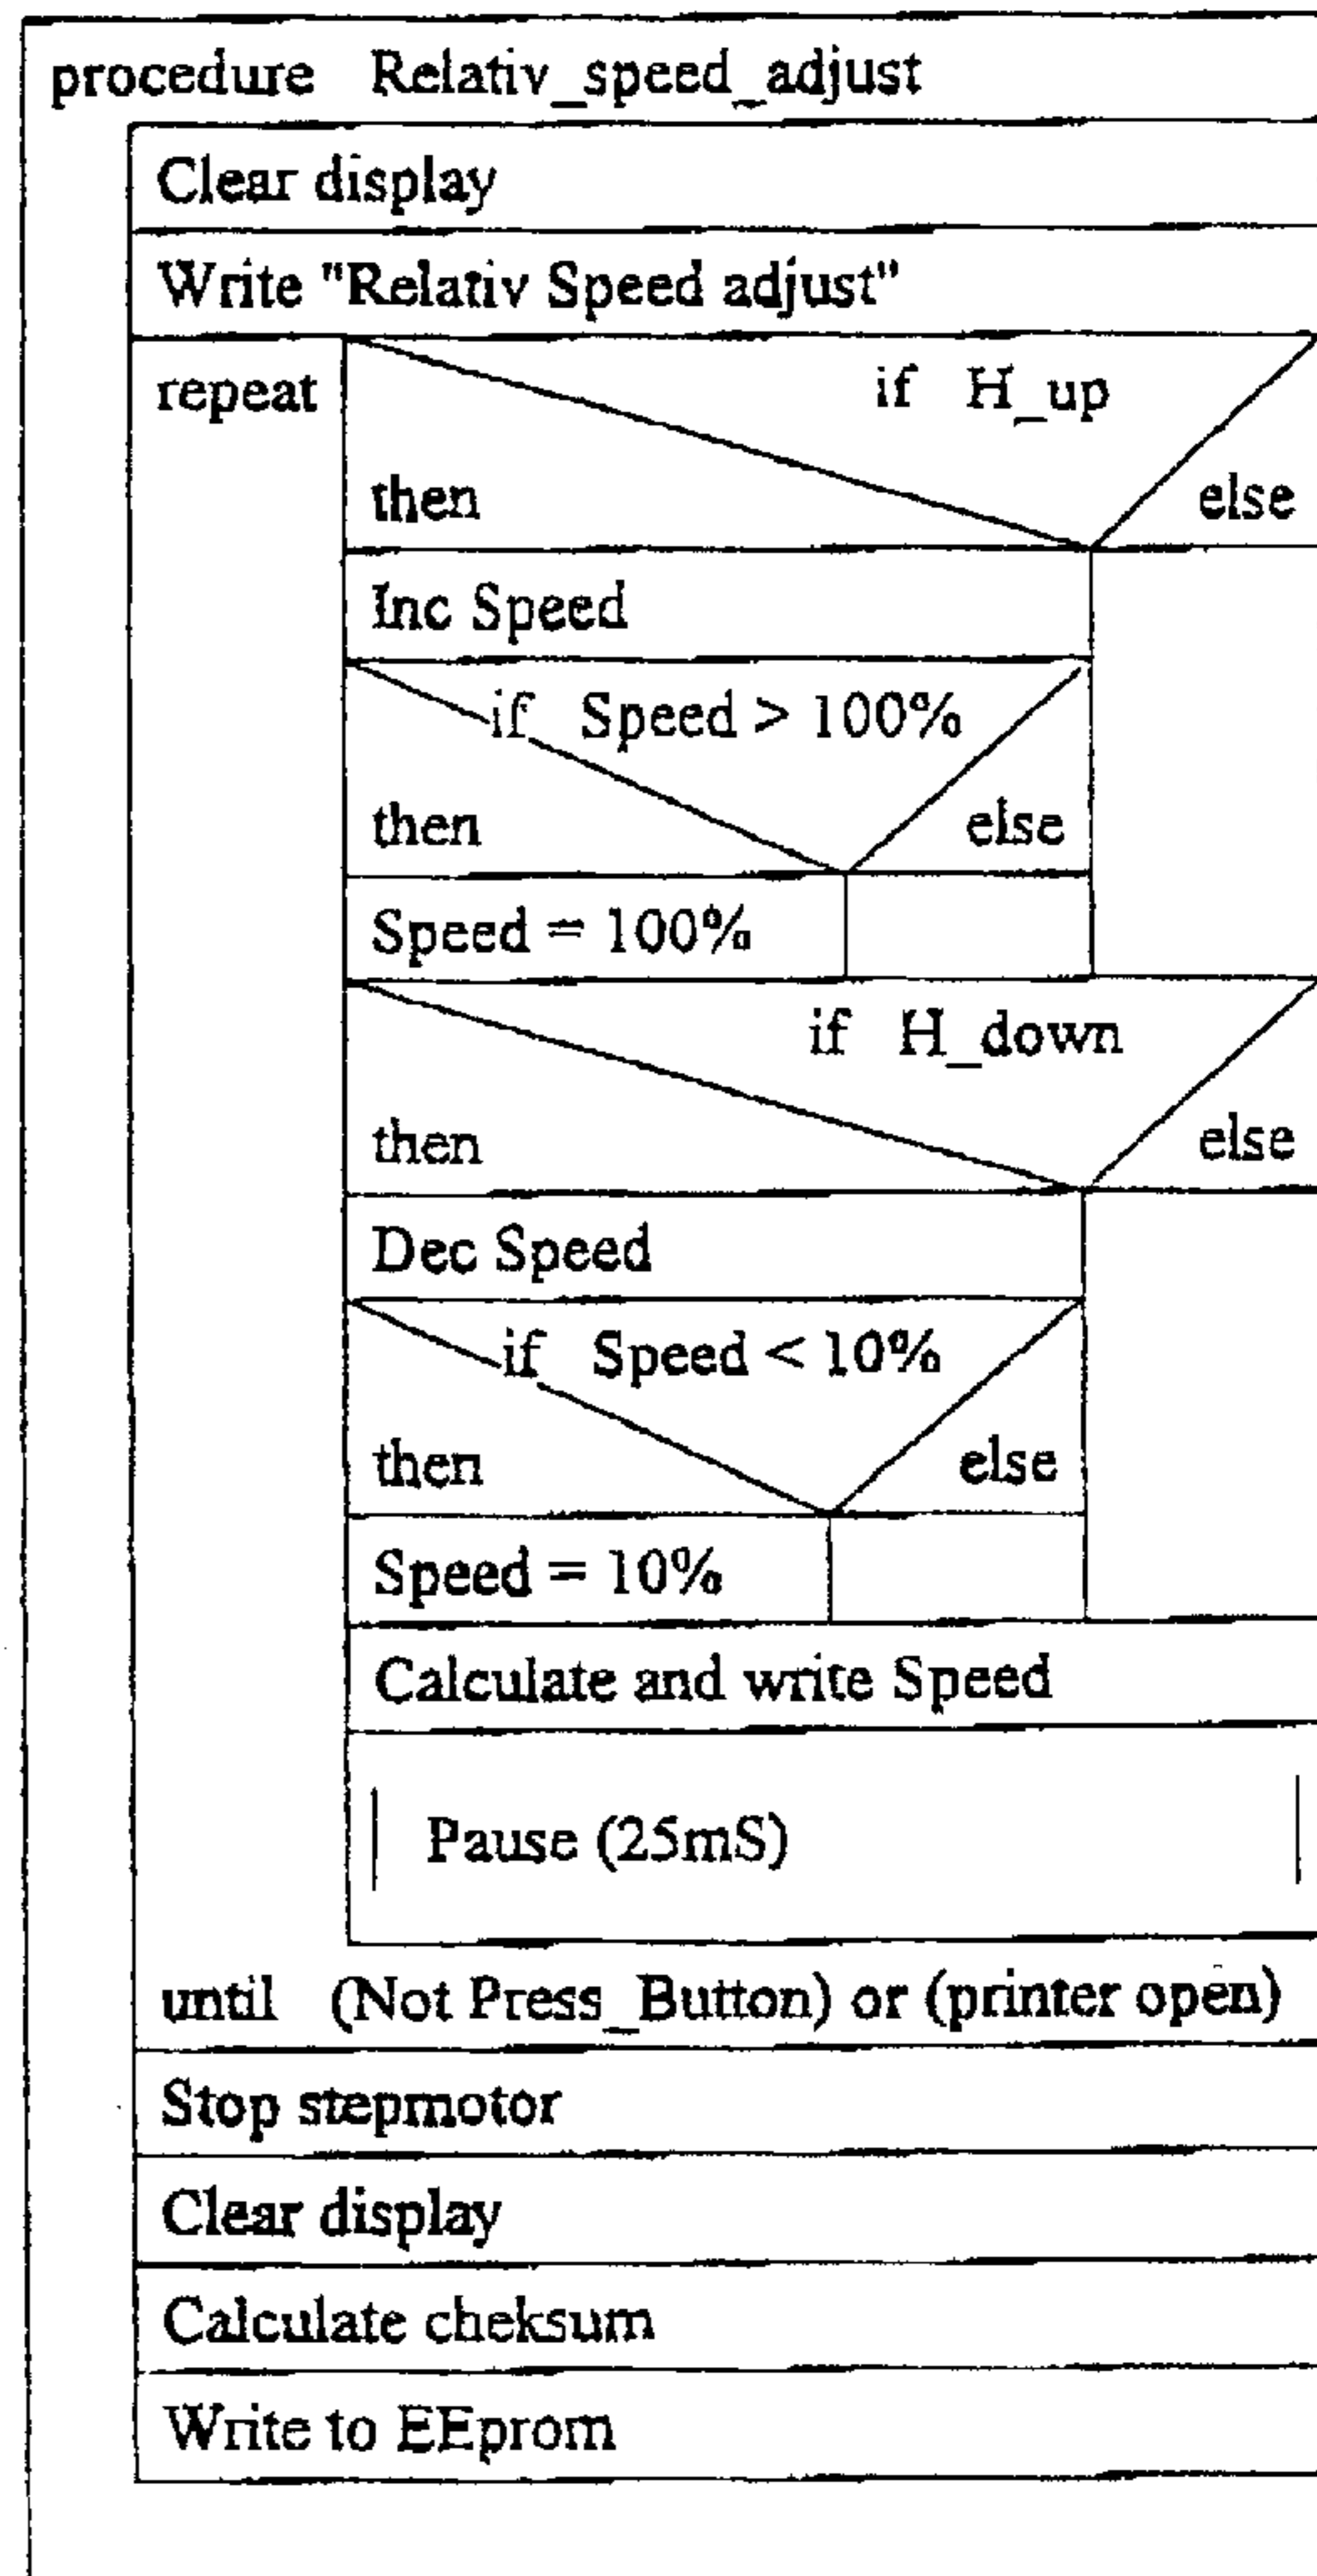 procedure Relativ_speed_adjust
Clear display
Write "Relativ Speed adjust"
repeat
if H_up
then else
Inc Speed
if Speed > 100%
then else
Speed = 100%
if H_down
then else
Dec Speed
if Speed < 10%
then else
Speed = 10%
Calculate and write Speed
Pause (25mS)
until (Not Press_Button) or (printer open)
Stop stepmotor
Clear display
Calculate cheksum
Write to EEprom